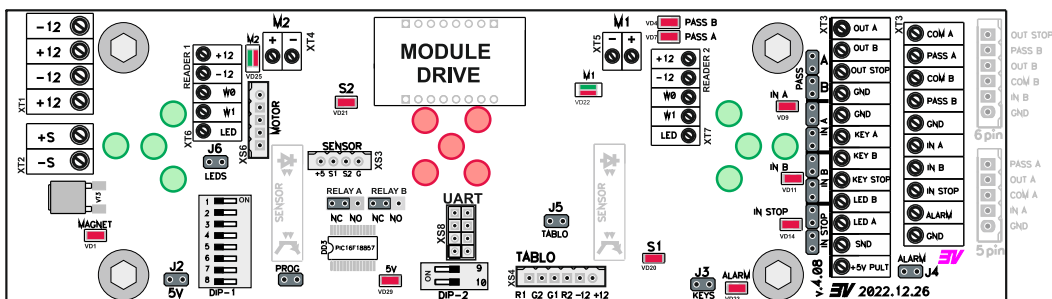 -12
+12
-12
+12
XT1
+S
-S
XT2
V13
MAGNET
VD1
READER 1
+12
-12
W0
W1
LED
XT6
J6
LEDS
M2
VD25
M2
+ -
XT4
MOTOR
XS6
SENSOR
+5 S1 S2 G
XS3
S2
VD21
MODULE
DRIVE
SENSOR
RELAY A RELAY B
NC NO NC NO
DD3
PIC16F18857
1
2
3
4
5
6
7
8
ON
DIP-1
J2
5V
PROG
5V
VD29
UART
XS8
ON
9
10
DIP-2
TABLO
XS4
R1 G2 G1 R2 -12 +12
J5
TABLO
SENSOR
S1
VD20
M1
VD22
M1
- +
XT5
VD4 PASS B
VD7 PASS A
READER 2
+12
-12
W0
W1
LED
XT7
J3
KEYS
ALARM
IN A
VD9
IN B
VD11
IN STOP
VD14
PASS
A
B
IN A
IN B
IN STOP
XT3
OUT A
OUT B
OUT STOP
GND
GND
KEY A
KEY B
KEY STOP
LED B
LED A
SND
+5V PULT
XT3
COM A
PASS A
COM B
PASS B
GND
IN A
IN B
IN STOP
ALARM
GND
ALARM
J4
v.4.08
2022.12.26
OUT STOP
PASS B
OUT B
COM B
IN B
GND
6pin
PASS A
OUT A
COM A
IN A
GND
5pin